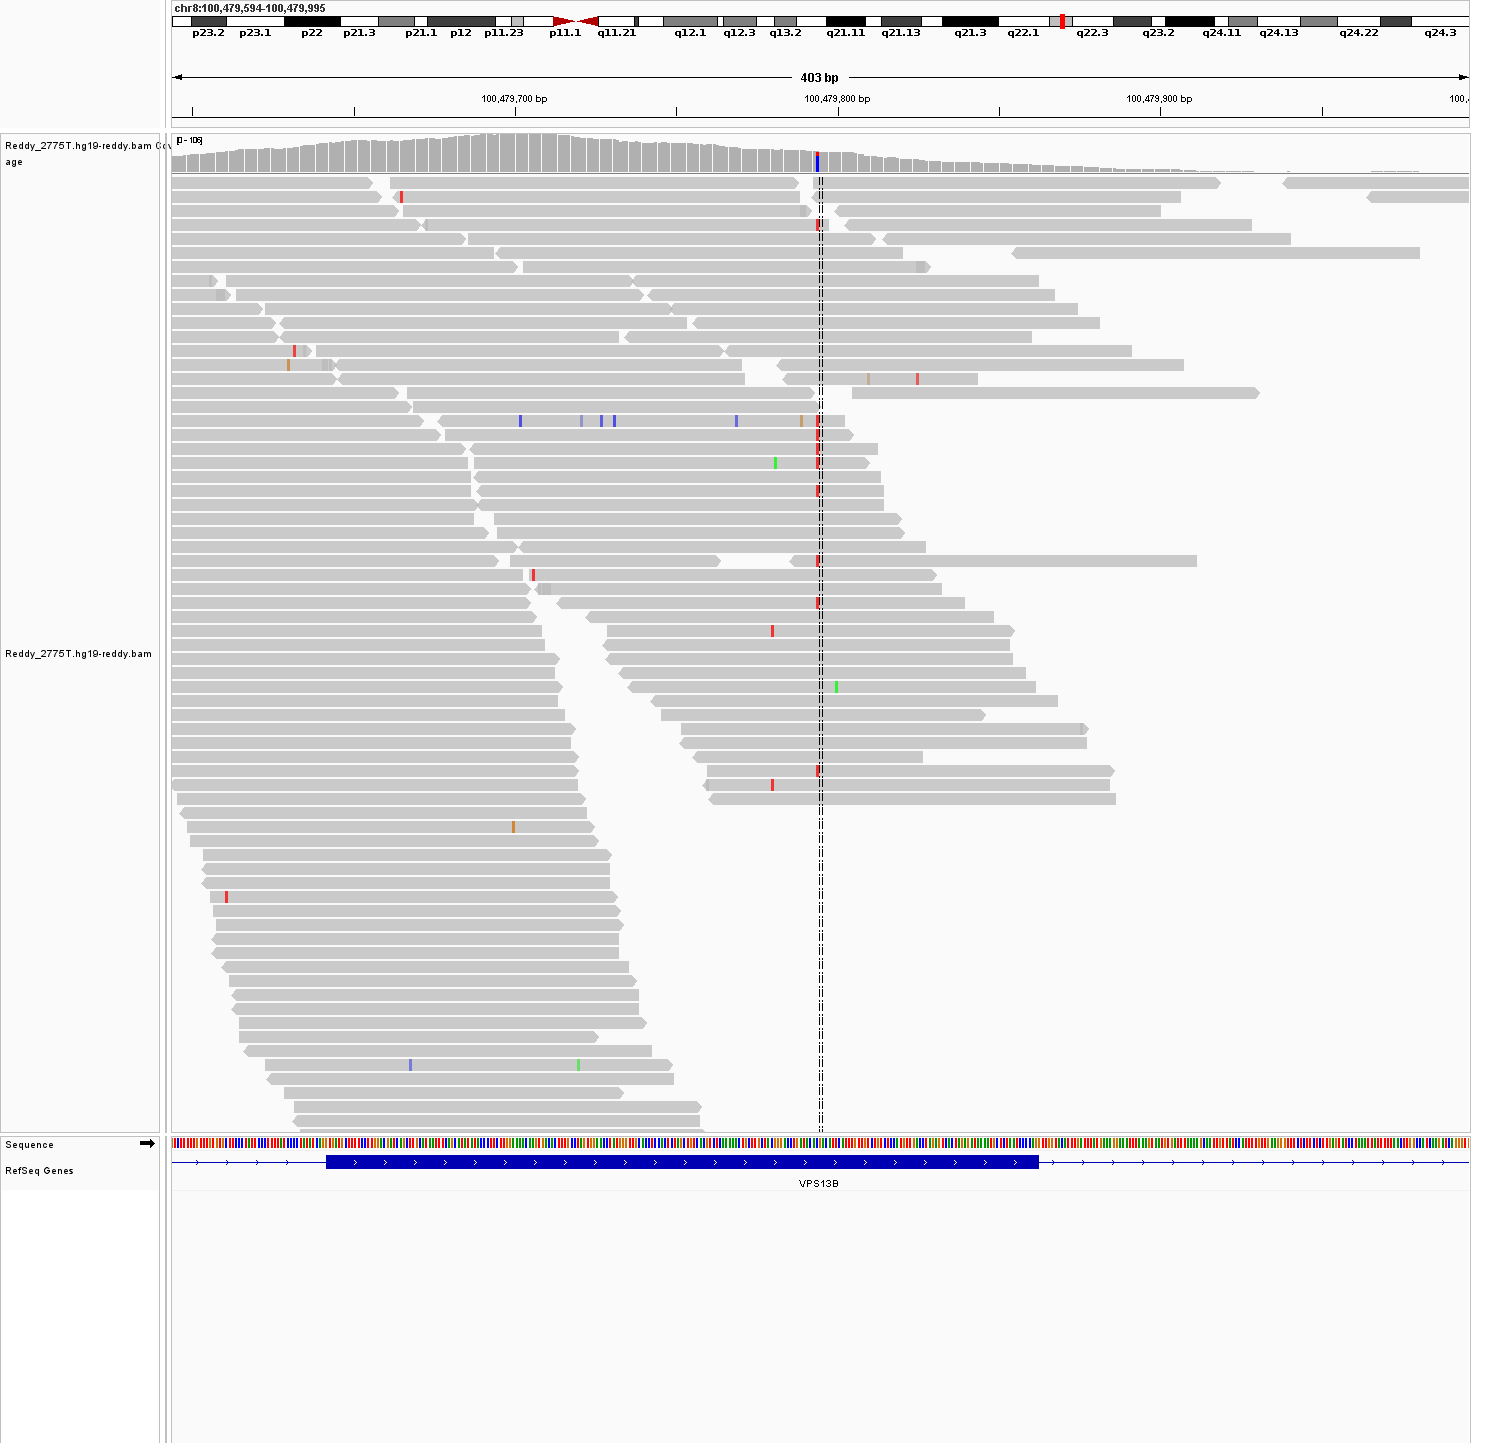 chr8:100,479,594-100,479,995
p23.2 p23.1 p22 p21.3 p21.1 p12 p11.23 p11.1 q11.21 q12.1 q12.3 q13.2 q21.11 q21.13 q21.3 q22.1 q22.3 q23.2 q24.11 q24.13 q24.22 q24.3
403 bp
100,479,700 bp 100,479,800 bp 100,479,900 bp 100,
[0 - 106]
Reddy_2775T.hg19-reddy.bam Cov
age
Reddy_2775T.hg19-reddy.bam
Sequence
RefSeq Genes
VPS13B